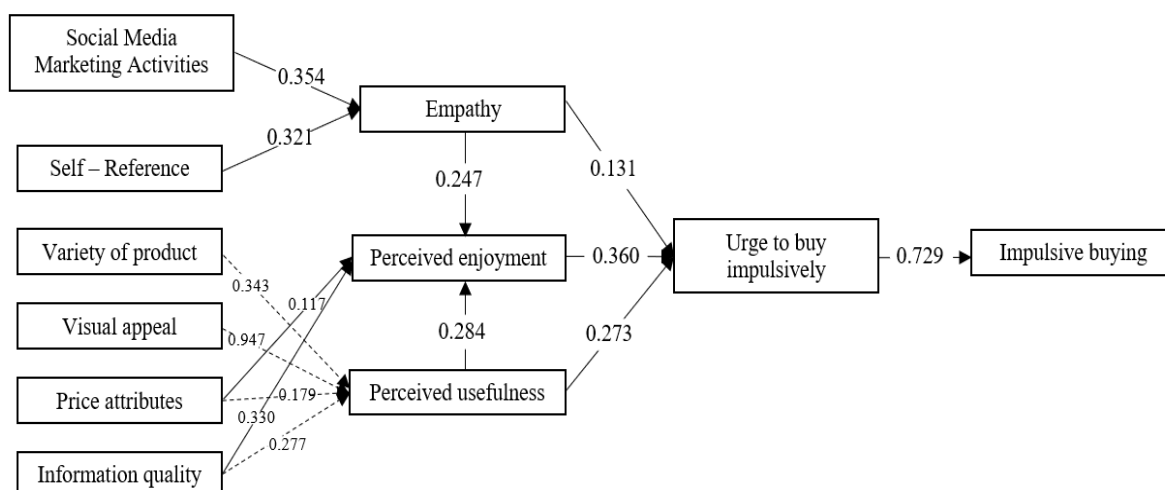 Social Media
Marketing Activities
0.354
Empathy
0.321
Self – Reference
0.247
0.131
Variety of product
Perceived enjoyment
0.360
Urge to buy
impulsively
0.729
Impulsive buying
0.343
0.117
Visual appeal
0.947
0.284
0.273
Price attributes
0.179
Perceived usefulness
0.330
0.277
Information quality